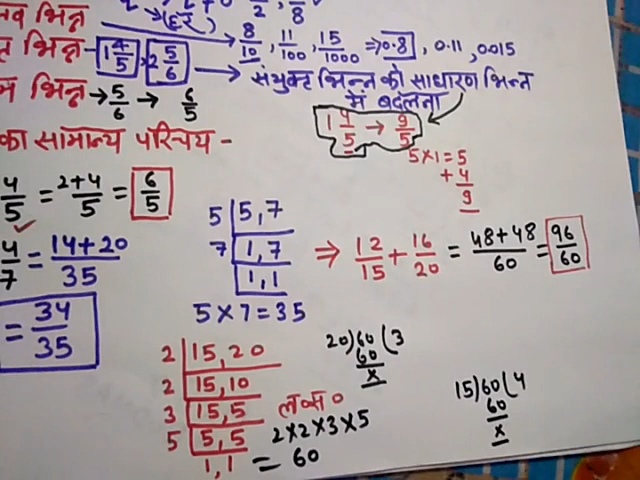 →(हर) 2, 8
भिन्न → 8/10, 11/100, 15/1000 ⇒ 0.8, 0.11, 0.015
भिन्न - 1 4/5, 2 5/6 → संयुक्त भिन्न को साधारण भिन्न
में बदलना
भिन्न → 5/6 → 6/5
1 4/5 → 9/5
का सामान्य परिचय -
5×1=5
+4
9
4/5 = 2+4/5 = 6/5
5 | 5,7
7 | 1,7
1,1
5×7=35
4/7 = 14+20/35
= 34/35
⇒ 12/15 + 16/20 = 48+48/60 = 96/60
2 | 15,20
2 | 15,10
3 | 15,5
5 | 5,5
1,1
ल०स०
2×2×3×5
= 60
20)60(3
60
x
15)60(4
60
x